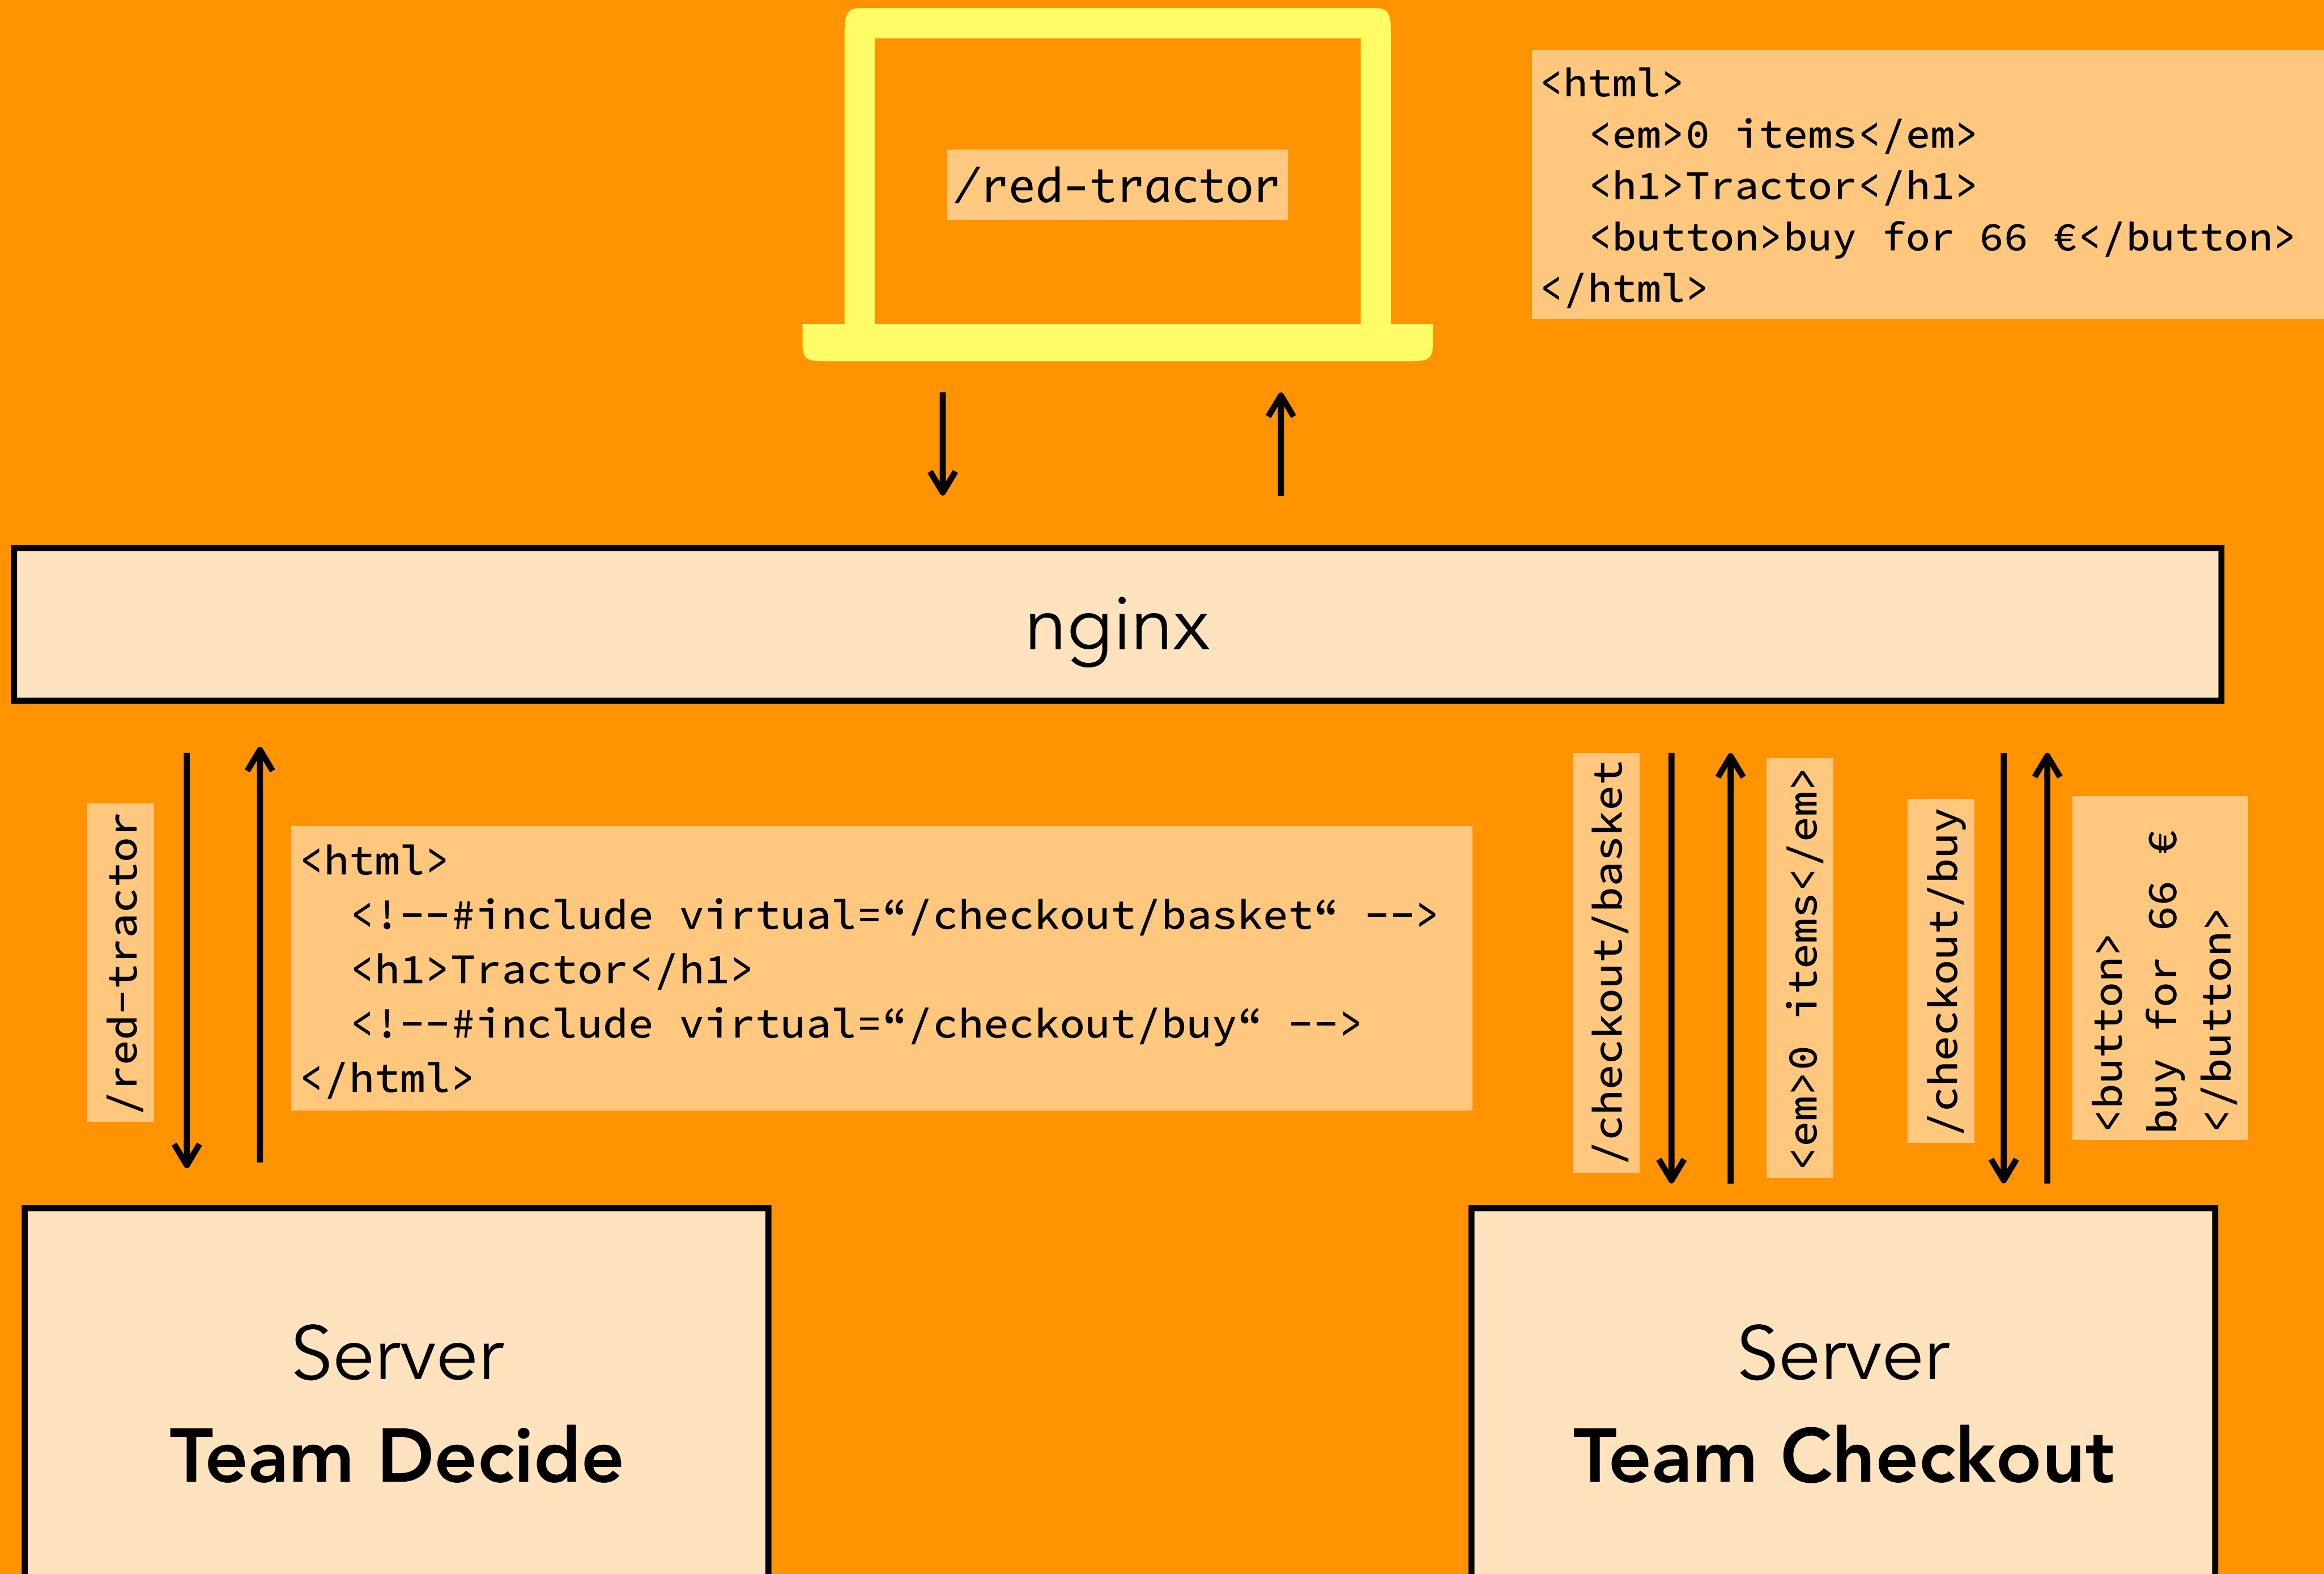 /red-tractor
<html>
  <em>0 items</em>
  <h1>Tractor</h1>
  <button>buy for 66 €</button>
</html>
nginx
/red-tractor
<html>
  <!--#include virtual=“/checkout/basket“ -->
  <h1>Tractor</h1>
  <!--#include virtual=“/checkout/buy“ -->
</html>
/checkout/basket
<em>0 items</em>
/checkout/buy
<button>
buy for 66 €
</button>
Server
Team Decide
Server
Team Checkout